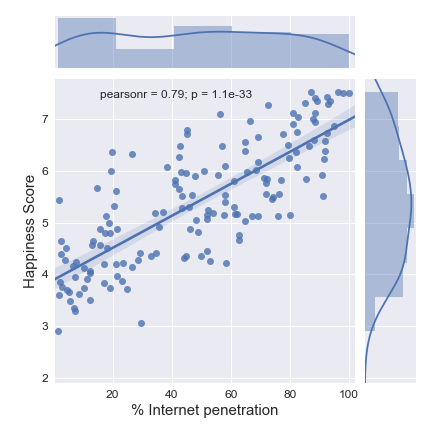 pearsonr = 0.79; p = 1.1e-33
7
6
5
4
3
2
Happiness Score
20 40 60 80 100
% Internet penetration